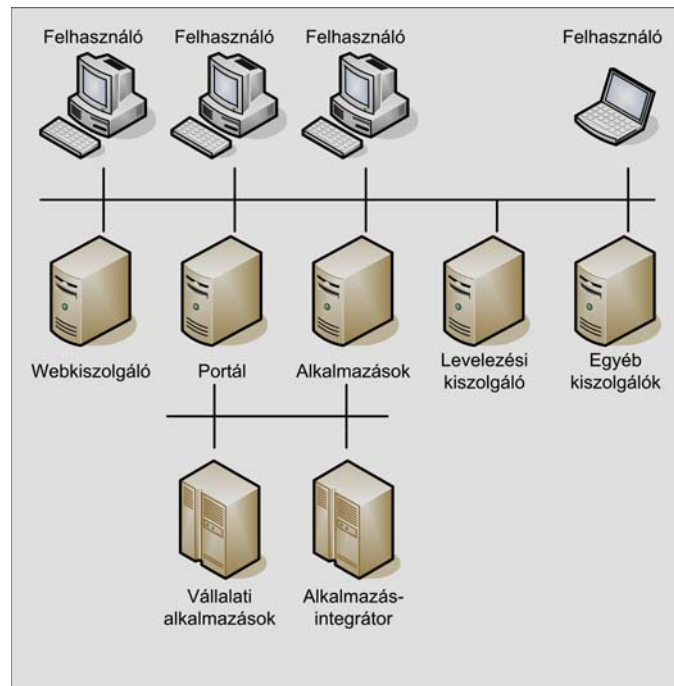 Felhasználó Felhasználó Felhasználó Felhasználó
Webkiszolgáló Portál Alkalmazások Levelezési kiszolgáló Egyéb kiszolgálók
Vállalati alkalmazások Alkalmazás-
integrátor